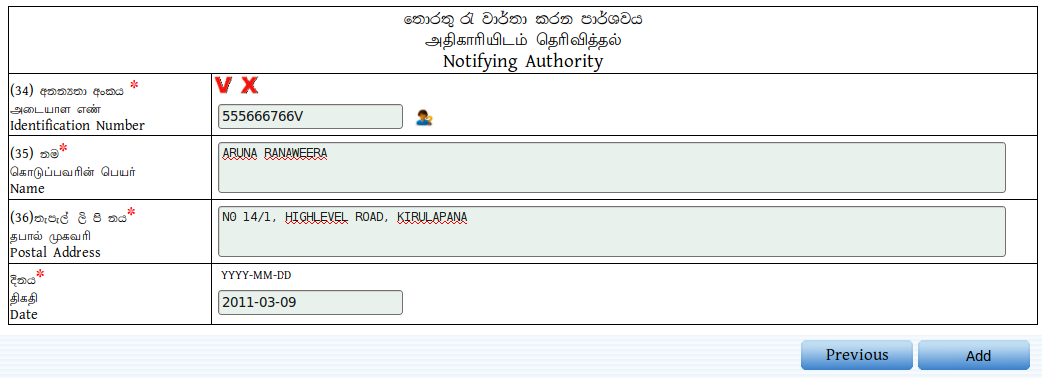 තොරතු රැ වාර්තා කරන පාර්ශවය
அதிகாரியிடம் தெரிவித்தல்
Notifying Authority
(34) අනන්‍යතා අංකය *
அடையாள எண்
Identification Number
V X
555666766V
(35) නම*
கொடுப்பவரின் பெயர்
Name
ARUNA RANAWEERA
(36)තැපැල් ලි පි නය*
தபால் முகவரி
Postal Address
NO 14/1, HIGHLEVEL ROAD, KIRULAPANA
දිනය*
திகதி
Date
YYYY-MM-DD
2011-03-09
Previous
Add